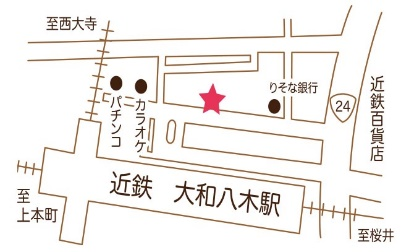 至西大寺
りそな銀行
24
近鉄百貨店
カラオケ
パチンコ
近鉄　大和八木駅
至
上本町
至桜井